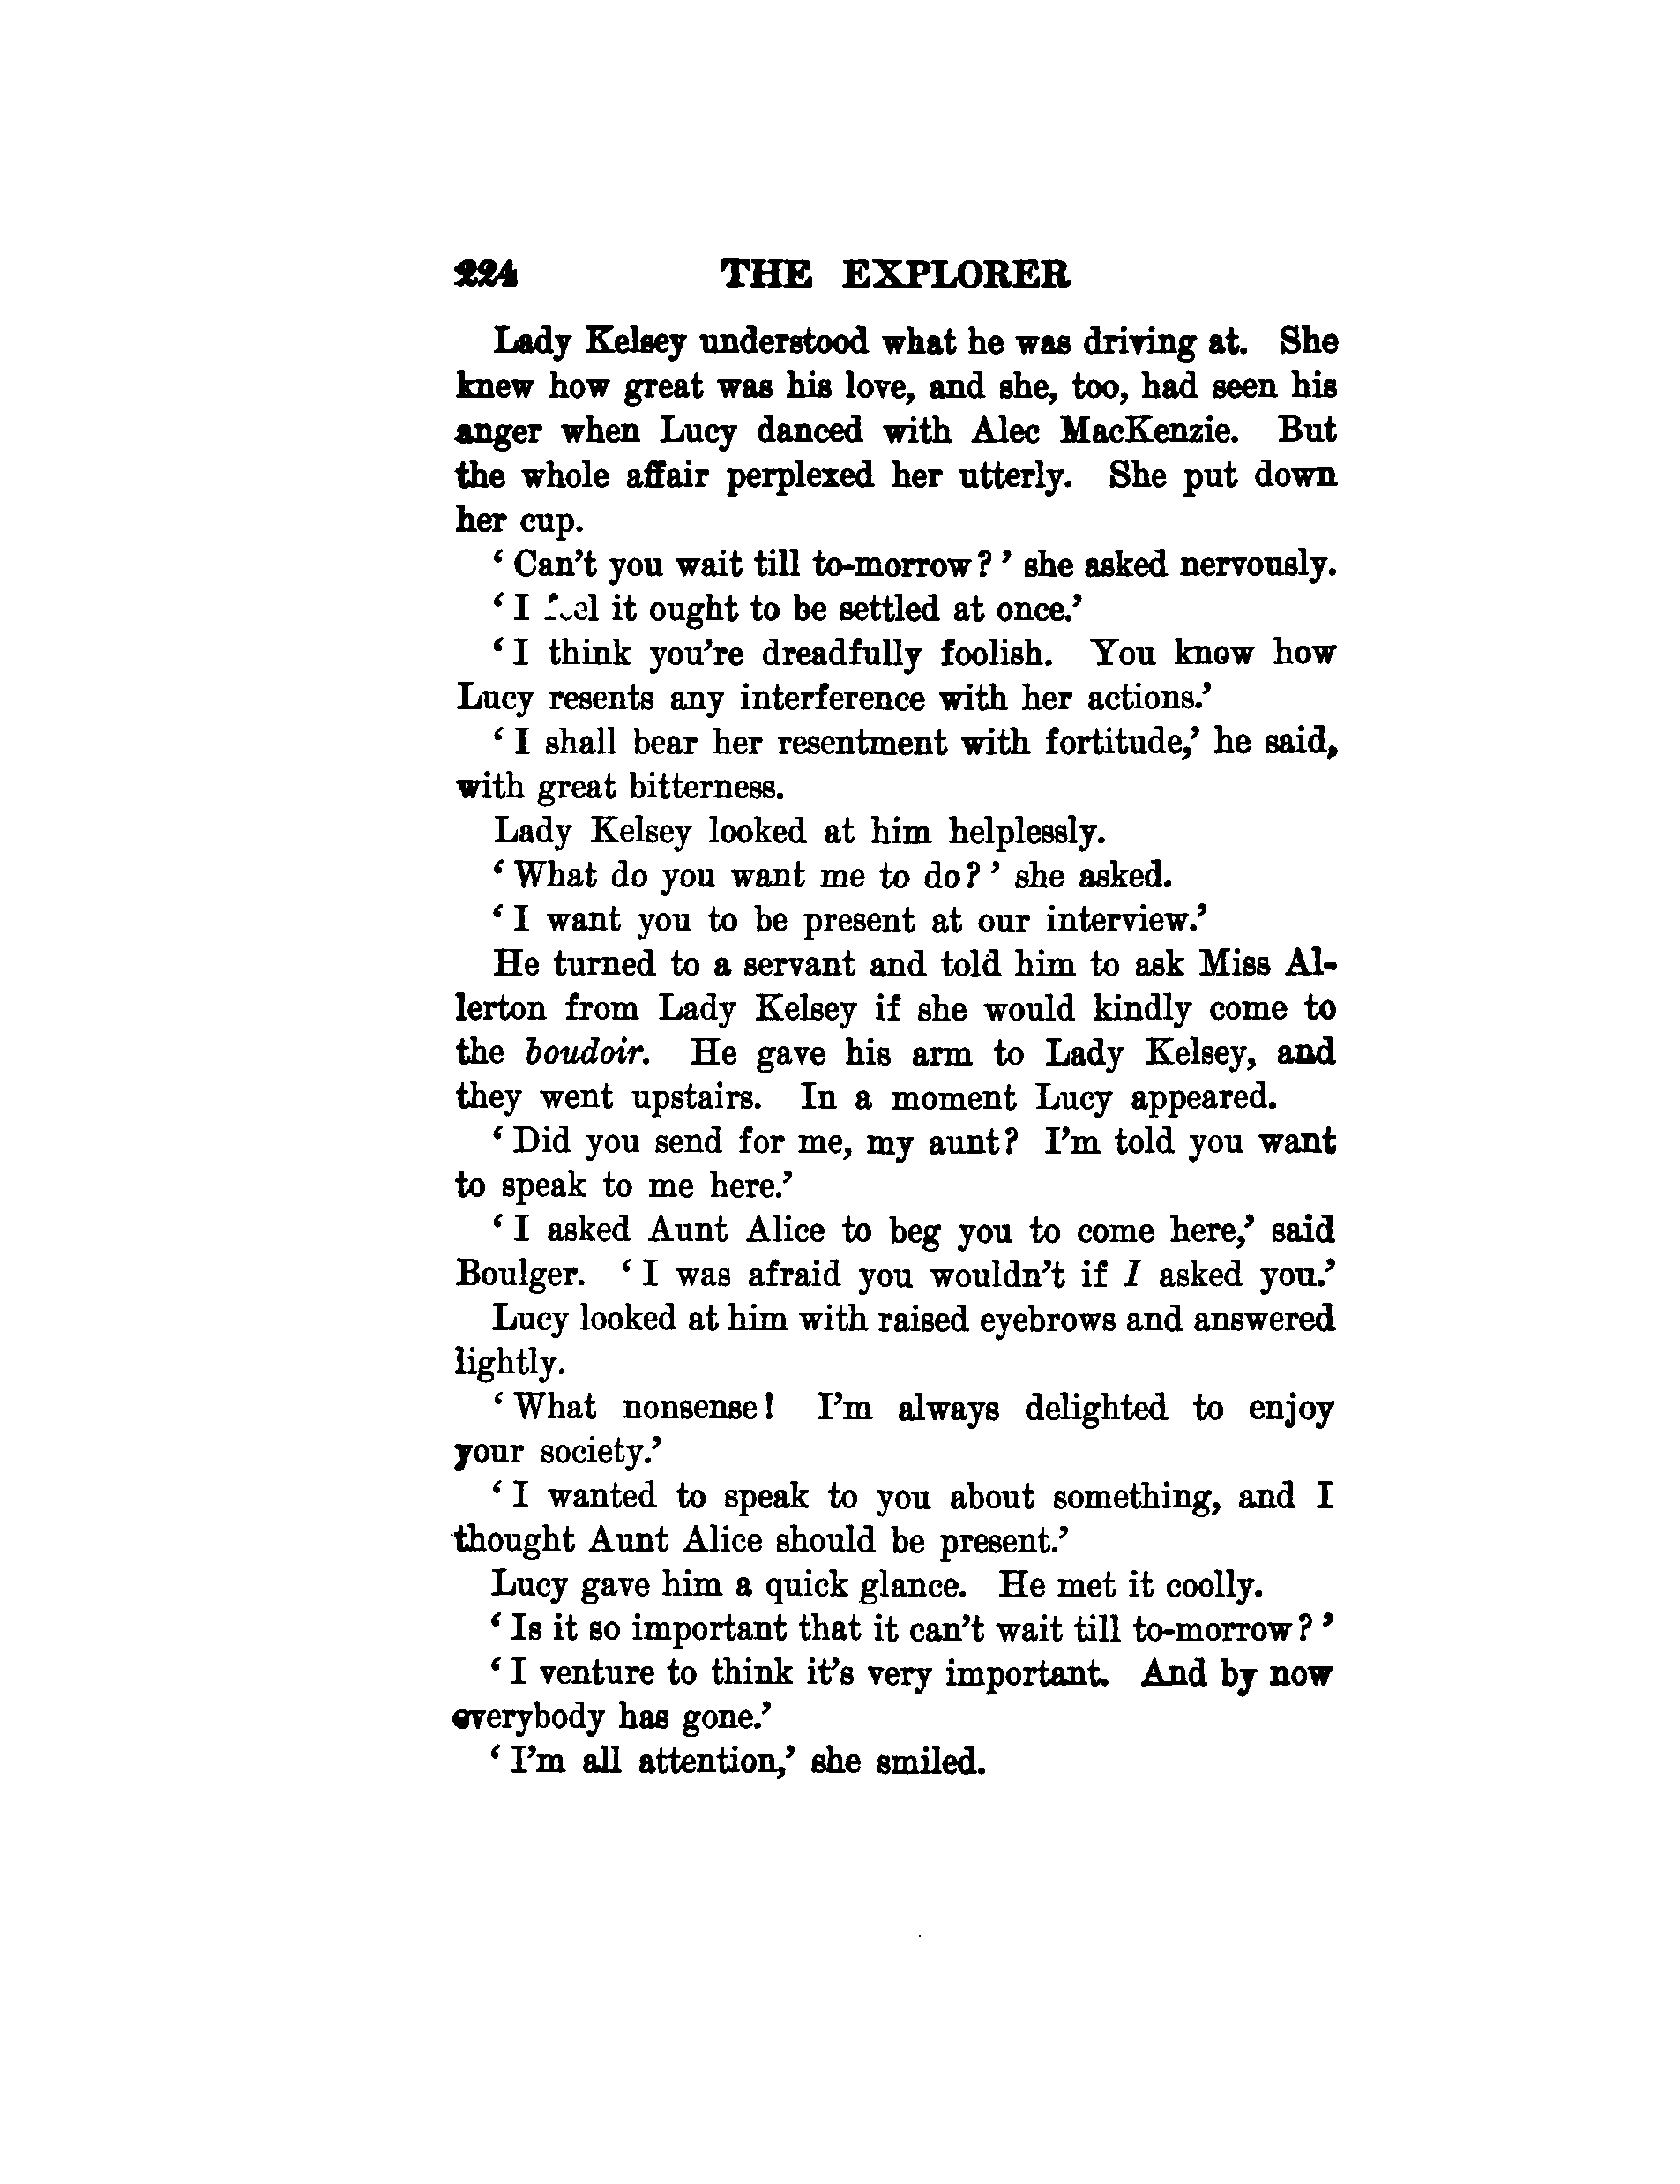 224 THE EXPLORER
Lady Kelsey understood what he was driving at. She
knew how great was his love, and she, too, had seen his
anger when Lucy danced with Alec MacKenzie. But
the whole affair perplexed her utterly. She put down
her cup.
‘Can’t you wait till to-morrow?’ she asked nervously.
‘I feel it ought to be settled at once.’
‘I think you’re dreadfully foolish. You know how
Lucy resents any interference with her actions.’
‘I shall bear her resentment with fortitude,’ he said,
with great bitterness.
Lady Kelsey looked at him helplessly.
‘What do you want me to do?’ she asked.
‘I want you to be present at our interview.’
He turned to a servant and told him to ask Miss Al-
lerton from Lady Kelsey if she would kindly come to
the boudoir. He gave his arm to Lady Kelsey, and
they went upstairs. In a moment Lucy appeared.
‘Did you send for me, my aunt? I’m told you want
to speak to me here.’
‘I asked Aunt Alice to beg you to come here,’ said
Boulger. ‘I was afraid you wouldn’t if I asked you.’
Lucy looked at him with raised eyebrows and answered
lightly.
‘What nonsense! I’m always delighted to enjoy
your society.’
‘I wanted to speak to you about something, and I
thought Aunt Alice should be present.’
Lucy gave him a quick glance. He met it coolly.
‘Is it so important that it can’t wait till to-morrow?’
‘I venture to think it’s very important. And by now
everybody has gone.’
‘I’m all attention,’ she smiled.